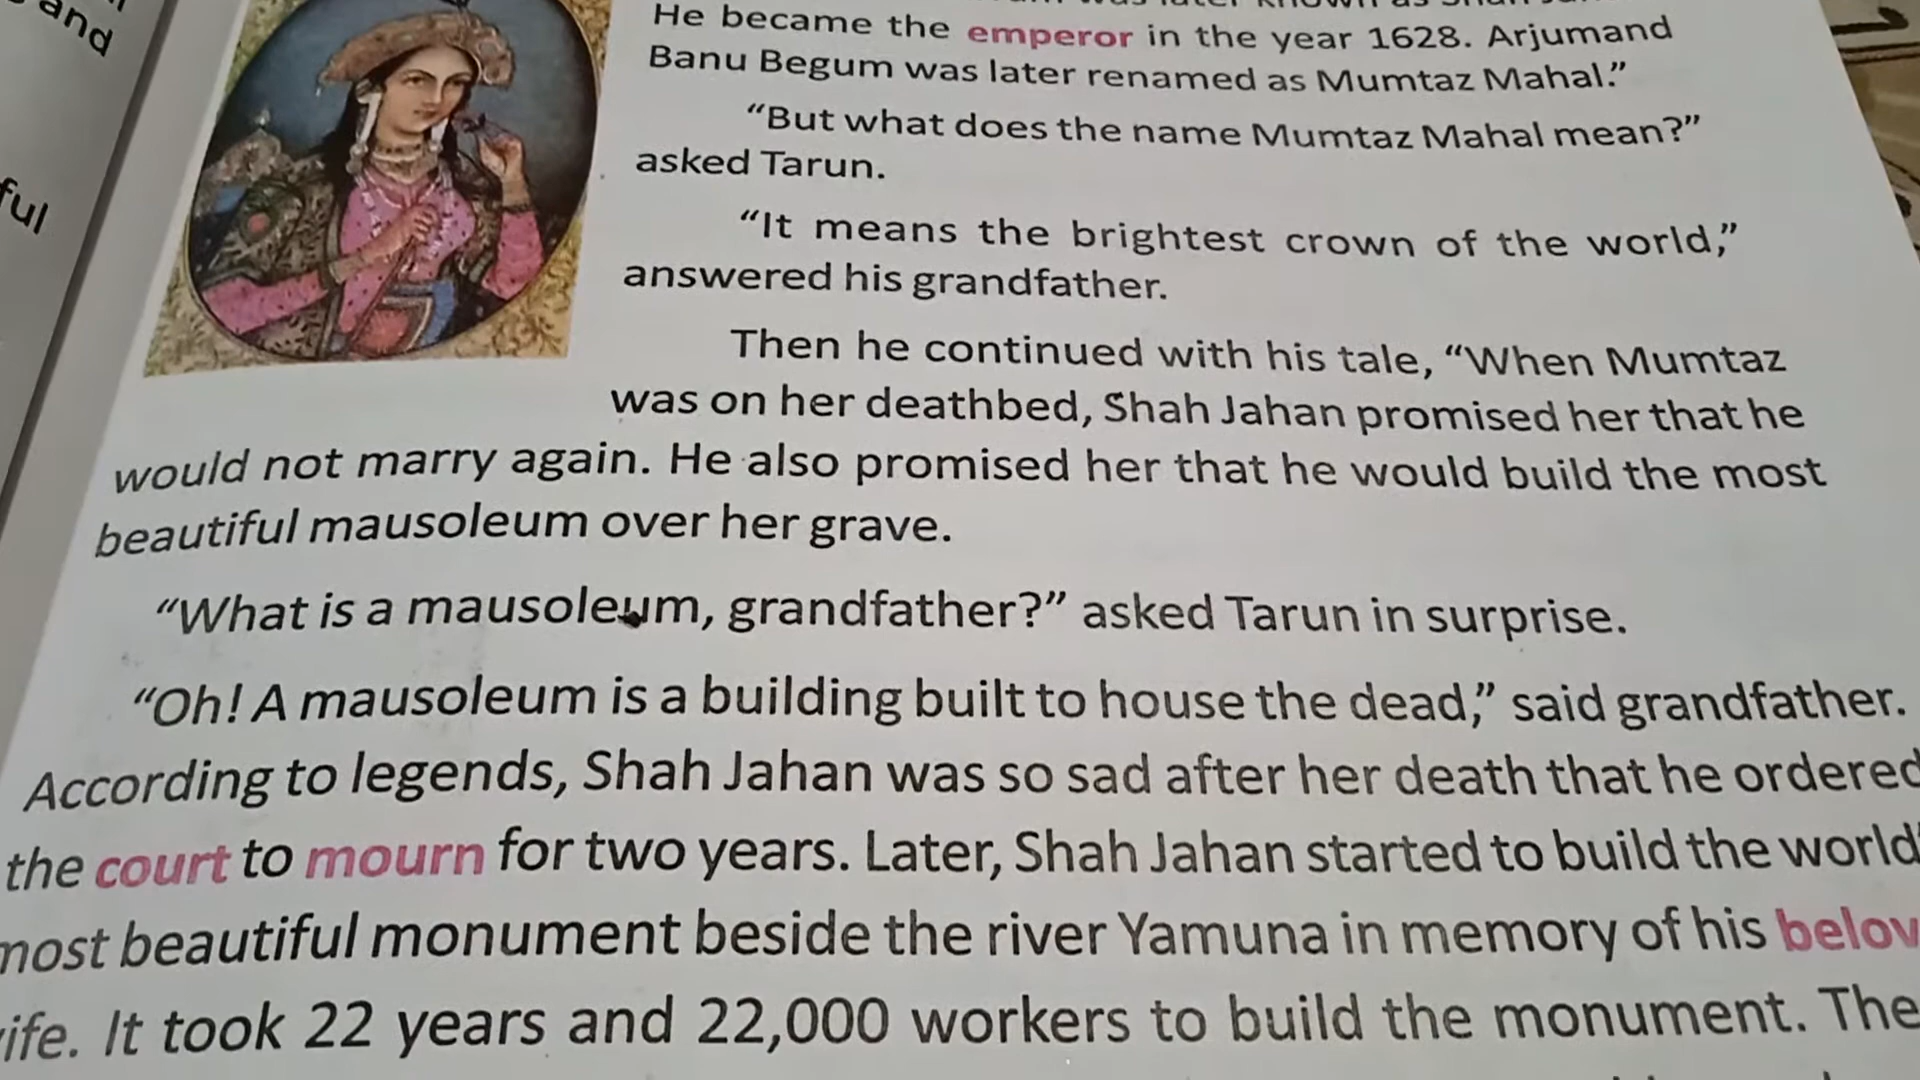 and
ful
He became the emperor in the year 1628. Arjumand
Banu Begum was later renamed as Mumtaz Mahal.”
“But what does the name Mumtaz Mahal mean?”
asked Tarun.
“It means the brightest crown of the world,”
answered his grandfather.
Then he continued with his tale, “When Mumtaz
was on her deathbed, Shah Jahan promised her that he
would not marry again. He also promised her that he would build the most
beautiful mausoleum over her grave.
“What is a mausoleum, grandfather?” asked Tarun in surprise.
“Oh! A mausoleum is a building built to house the dead,” said grandfather.
According to legends, Shah Jahan was so sad after her death that he ordered
the court to mourn for two years. Later, Shah Jahan started to build the world
most beautiful monument beside the river Yamuna in memory of his belov
ife. It took 22 years and 22,000 workers to build the monument. The